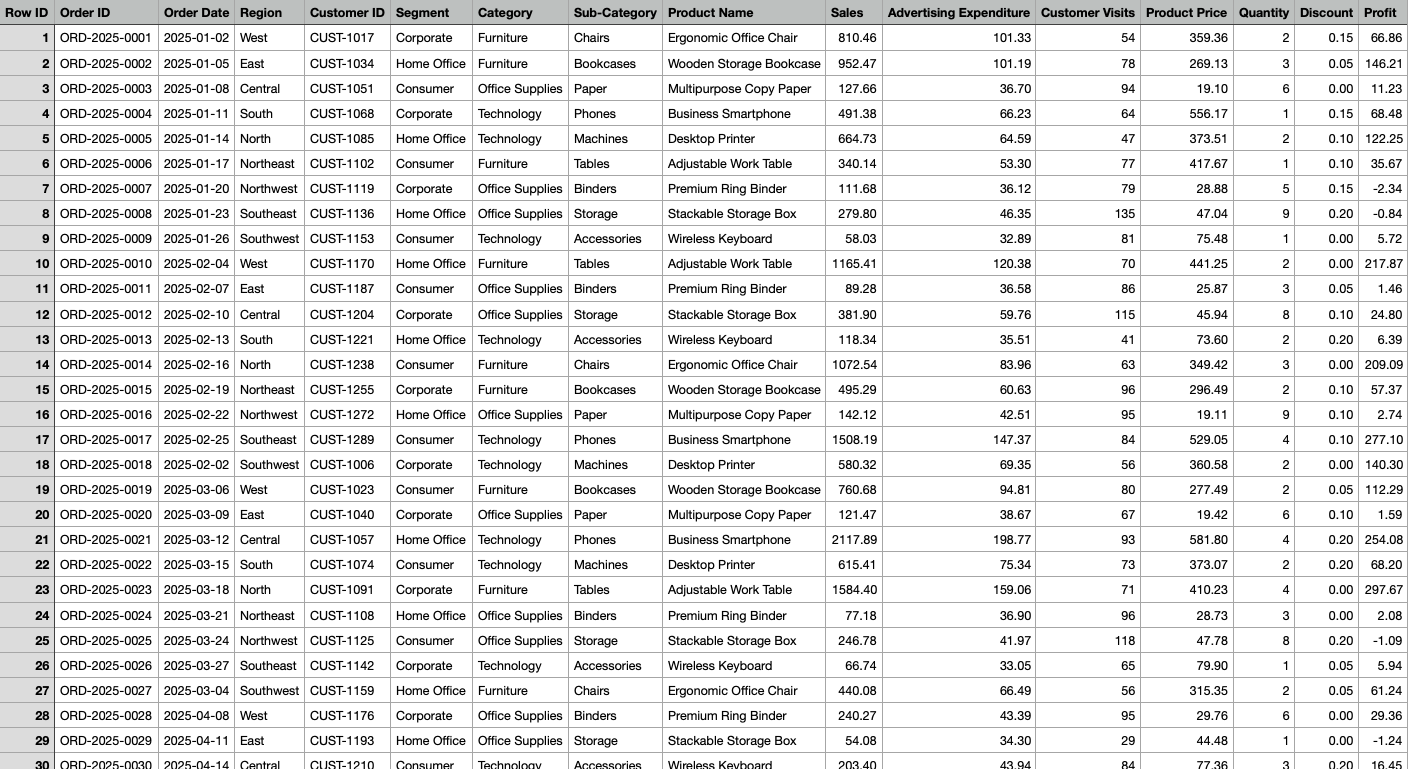 Row ID Order ID Order Date Region Customer ID Segment Category Sub-Category Product Name Sales Advertising Expenditure Customer Visits Product Price Quantity Discount Profit
1 ORD-2025-0001 2025-01-02 West CUST-1017 Corporate Furniture Chairs Ergonomic Office Chair 810.46 101.33 54 359.36 2 0.15 66.86
2 ORD-2025-0002 2025-01-05 East CUST-1034 Home Office Furniture Bookcases Wooden Storage Bookcase 952.47 101.19 78 269.13 3 0.05 146.21
3 ORD-2025-0003 2025-01-08 Central CUST-1051 Consumer Office Supplies Paper Multipurpose Copy Paper 127.66 36.70 94 19.10 6 0.00 11.23
4 ORD-2025-0004 2025-01-11 South CUST-1068 Corporate Technology Phones Business Smartphone 491.38 66.23 64 556.17 1 0.15 68.48
5 ORD-2025-0005 2025-01-14 North CUST-1085 Home Office Technology Machines Desktop Printer 664.73 64.59 47 373.51 2 0.10 122.25
6 ORD-2025-0006 2025-01-17 Northeast CUST-1102 Consumer Furniture Tables Adjustable Work Table 340.14 53.30 77 417.67 1 0.10 35.67
7 ORD-2025-0007 2025-01-20 Northwest CUST-1119 Corporate Office Supplies Binders Premium Ring Binder 111.68 36.12 79 28.88 5 0.15 -2.34
8 ORD-2025-0008 2025-01-23 Southeast CUST-1136 Home Office Office Supplies Storage Stackable Storage Box 279.80 46.35 135 47.04 9 0.20 -0.84
9 ORD-2025-0009 2025-01-26 Southwest CUST-1153 Consumer Technology Accessories Wireless Keyboard 58.03 32.89 81 75.48 1 0.00 5.72
10 ORD-2025-0010 2025-02-04 West CUST-1170 Home Office Furniture Tables Adjustable Work Table 1165.41 120.38 70 441.25 2 0.00 217.87
11 ORD-2025-0011 2025-02-07 East CUST-1187 Consumer Office Supplies Binders Premium Ring Binder 89.28 36.58 86 25.87 3 0.05 1.46
12 ORD-2025-0012 2025-02-10 Central CUST-1204 Corporate Office Supplies Storage Stackable Storage Box 381.90 59.76 115 45.94 8 0.10 24.80
13 ORD-2025-0013 2025-02-13 South CUST-1221 Home Office Technology Accessories Wireless Keyboard 118.34 35.51 41 73.60 2 0.20 6.39
14 ORD-2025-0014 2025-02-16 North CUST-1238 Consumer Furniture Chairs Ergonomic Office Chair 1072.54 83.96 63 349.42 3 0.00 209.09
15 ORD-2025-0015 2025-02-19 Northeast CUST-1255 Corporate Furniture Bookcases Wooden Storage Bookcase 495.29 60.63 96 296.49 2 0.10 57.37
16 ORD-2025-0016 2025-02-22 Northwest CUST-1272 Home Office Office Supplies Paper Multipurpose Copy Paper 142.12 42.51 95 19.11 9 0.10 2.74
17 ORD-2025-0017 2025-02-25 Southeast CUST-1289 Consumer Technology Phones Business Smartphone 1508.19 147.37 84 529.05 4 0.10 277.10
18 ORD-2025-0018 2025-02-02 Southwest CUST-1006 Corporate Technology Machines Desktop Printer 580.32 69.35 56 360.58 2 0.00 140.30
19 ORD-2025-0019 2025-03-06 West CUST-1023 Consumer Furniture Bookcases Wooden Storage Bookcase 760.68 94.81 80 277.49 2 0.05 112.29
20 ORD-2025-0020 2025-03-09 East CUST-1040 Corporate Office Supplies Paper Multipurpose Copy Paper 121.47 38.67 67 19.42 6 0.10 1.59
21 ORD-2025-0021 2025-03-12 Central CUST-1057 Home Office Technology Phones Business Smartphone 2117.89 198.77 93 581.80 4 0.20 254.08
22 ORD-2025-0022 2025-03-15 South CUST-1074 Consumer Technology Machines Desktop Printer 615.41 75.34 73 373.07 2 0.20 68.20
23 ORD-2025-0023 2025-03-18 North CUST-1091 Corporate Furniture Tables Adjustable Work Table 1584.40 159.06 71 410.23 4 0.00 297.67
24 ORD-2025-0024 2025-03-21 Northeast CUST-1108 Home Office Office Supplies Binders Premium Ring Binder 77.18 36.90 96 28.73 3 0.00 2.08
25 ORD-2025-0025 2025-03-24 Northwest CUST-1125 Consumer Office Supplies Storage Stackable Storage Box 246.78 41.97 118 47.78 8 0.20 -1.09
26 ORD-2025-0026 2025-03-27 Southeast CUST-1142 Corporate Technology Accessories Wireless Keyboard 66.74 33.05 65 79.90 1 0.05 5.94
27 ORD-2025-0027 2025-03-04 Southwest CUST-1159 Home Office Furniture Chairs Ergonomic Office Chair 440.08 66.49 56 315.35 2 0.05 61.24
28 ORD-2025-0028 2025-04-08 West CUST-1176 Corporate Office Supplies Binders Premium Ring Binder 240.27 43.39 95 29.76 6 0.00 29.36
29 ORD-2025-0029 2025-04-11 East CUST-1193 Home Office Office Supplies Storage Stackable Storage Box 54.08 34.30 29 44.48 1 0.00 -1.24
30 ORD-2025-0030 2025-04-14 Central CUST-1210 Consumer Technology Accessories Wireless Keyboard 203.40 43.94 84 77.36 3 0.20 16.45